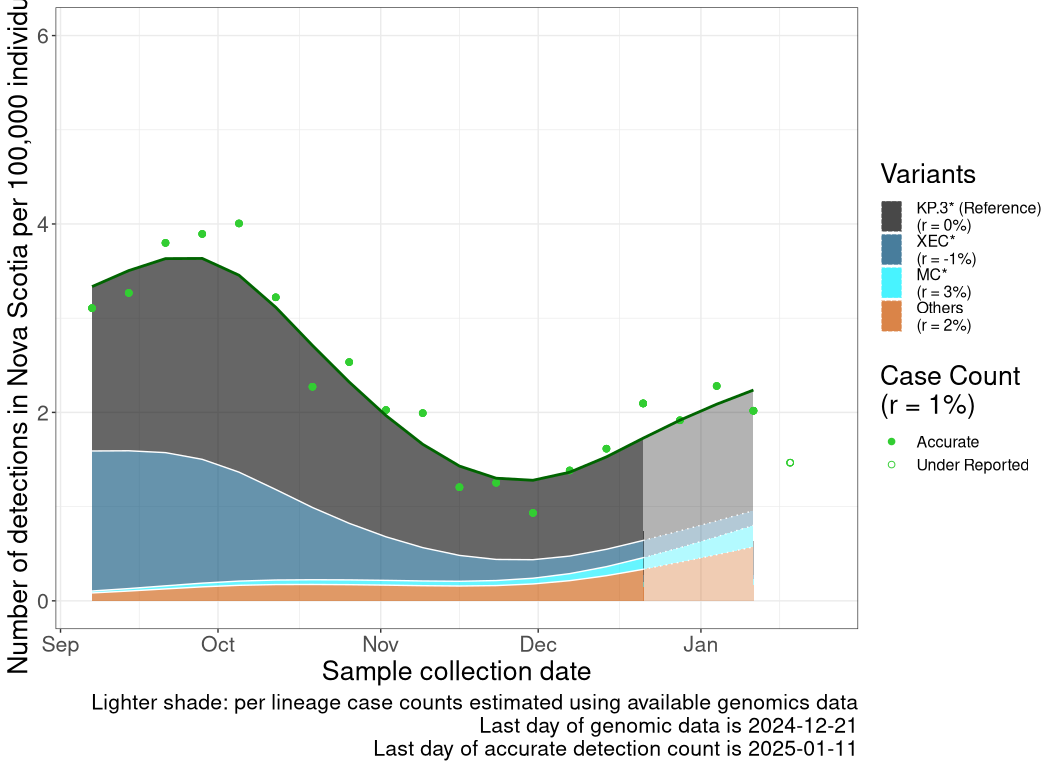 Number of detections in Nova Scotia per 100,000 individu
6
4
2
0
Sep
Oct
Nov
Dec
Jan
Sample collection date
Lighter shade: per lineage case counts estimated using available genomics data
Last day of genomic data is 2024-12-21
Last day of accurate detection count is 2025-01-11
Variants
KP.3* (Reference)
(r = 0%)
XEC*
(r = -1%)
MC*
(r = 3%)
Others
(r = 2%)
Case Count
(r = 1%)
Accurate
Under Reported